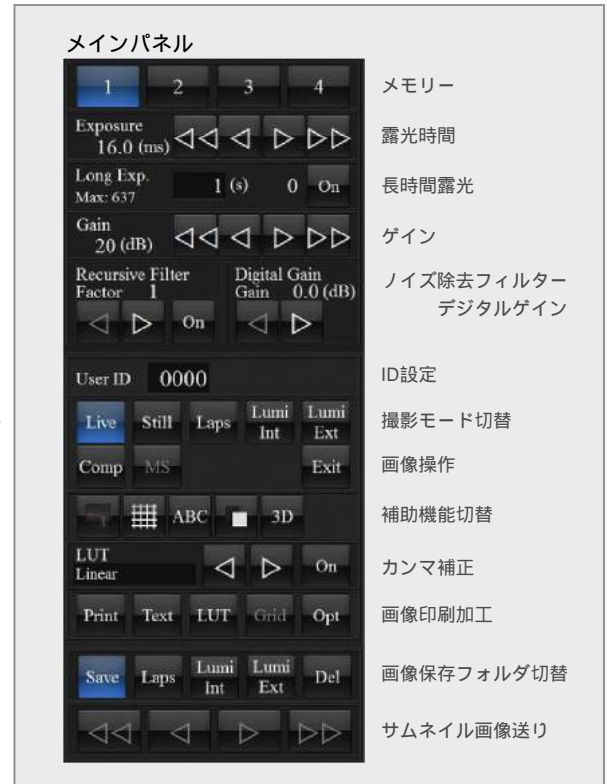 メインパネル
1 2 3 4 メモリー
Exposure
16.0 (ms) 露光時間
Long Exp.
Max: 637 1 (s) 0 On 長時間露光
Gain
20 (dB) ゲイン
Recursive Filter Digital Gain ノイズ除去フィルター
Factor 1 Gain 0.0 (dB) デジタルゲイン
On
User ID 0000 ID設定
Live Still Laps Lumi Int Lumi Ext 撮影モード切替
Comp MS Exit 画像操作
ABC 3D 補助機能切替
LUT
Linear On カンマ補正
Print Text LUT Grid Opt 画像印刷加工
Save Laps Lumi Int Lumi Ext Del 画像保存フォルダ切替
サムネイル画像送り